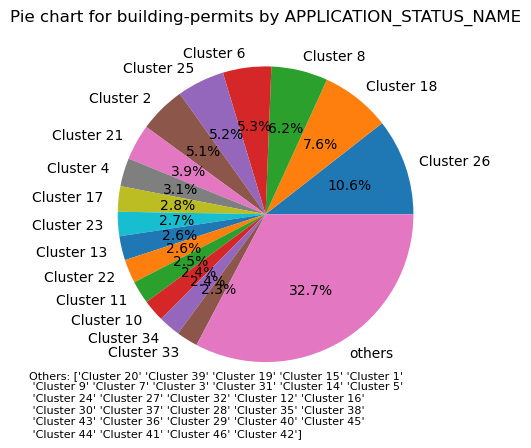 Pie chart for building-permits by APPLICATION_STATUS_NAME
Cluster 6
Cluster 8
Cluster 25
Cluster 18
Cluster 2
Cluster 21
Cluster 26
Cluster 4
Cluster 17
Cluster 23
Cluster 13
Cluster 22
Cluster 11
Cluster 10
Cluster 34
Cluster 33
others
5.3%
6.2%
5.2%
7.6%
5.1%
3.9%
10.6%
3.1%
2.8%
2.7%
2.6%
2.6%
2.5%
2.4%
2.4%
2.3%
32.7%
Others: ['Cluster 20' 'Cluster 39' 'Cluster 19' 'Cluster 15' 'Cluster 1'
'Cluster 9' 'Cluster 7' 'Cluster 3' 'Cluster 31' 'Cluster 14' 'Cluster 5'
'Cluster 24' 'Cluster 27' 'Cluster 32' 'Cluster 12' 'Cluster 16'
'Cluster 30' 'Cluster 37' 'Cluster 28' 'Cluster 35' 'Cluster 38'
'Cluster 43' 'Cluster 36' 'Cluster 29' 'Cluster 40' 'Cluster 45'
'Cluster 44' 'Cluster 41' 'Cluster 46' 'Cluster 42']